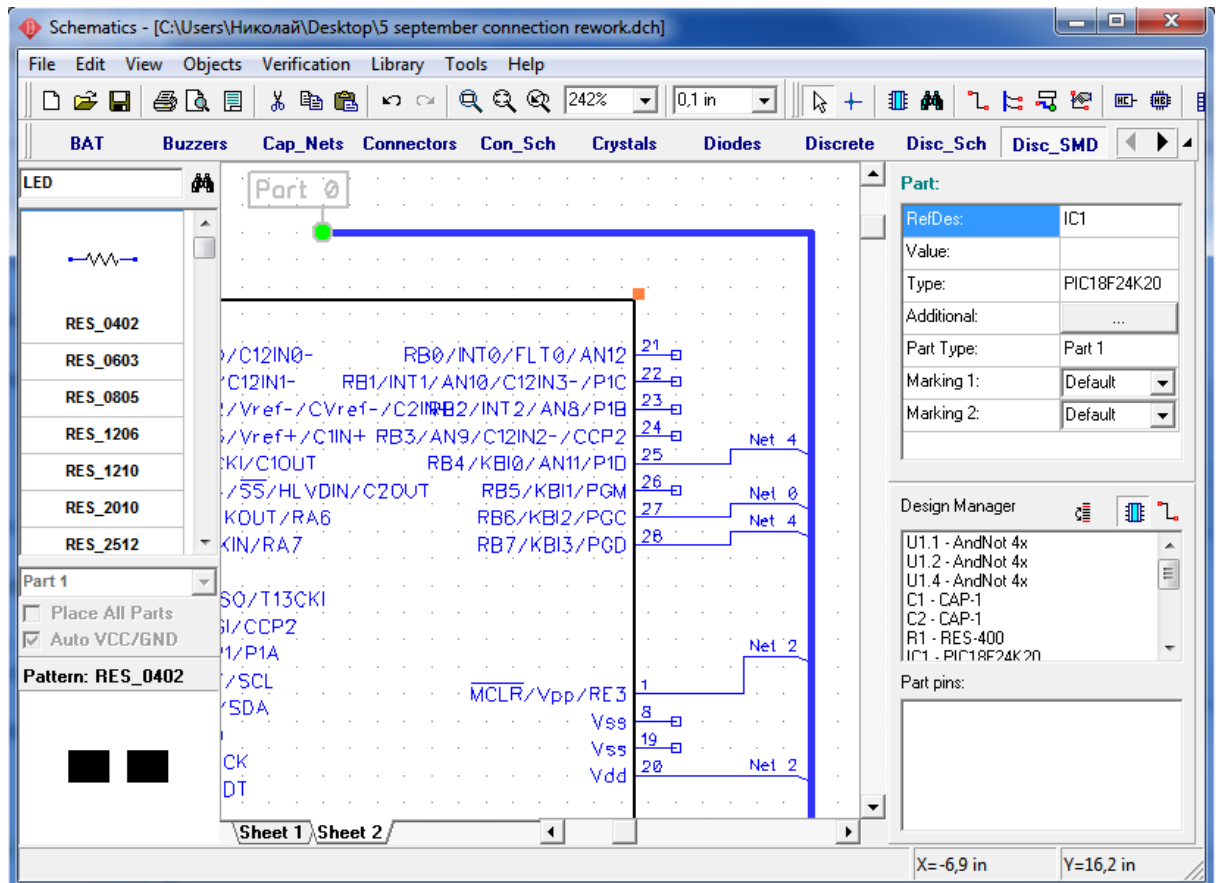 Schematics - [C:\Users\Николай\Desktop\5 september connection rework.dch]
File Edit View Objects Verification Library Tools Help
242% 0,1 in
BAT Buzzers Cap_Nets Connectors Con_Sch Crystals Diodes Discrete Disc_Sch Disc_SMD
LED
RES_0402
RES_0603
RES_0805
RES_1206
RES_1210
RES_2010
RES_2512
Part 1
Place All Parts
Auto VCC/GND
Pattern: RES_0402
Part 0
/C12IN0- RB0/INT0/FLT0/AN12 21
/C12IN1- RB1/INT1/AN10/C12IN3-/P1C 22
/Vref-/CVref-/C2IN+ RB2/INT2/AN8/P1B 23
/Vref+/C1IN+ RB3/AN9/C12IN2-/CCP2 24
KI/C1OUT RB4/KBI0/AN11/P1D 25 Net 4
/SS/HLVDIN/C2OUT RB5/KBI1/PGM 26
KOUT/RA6 RB6/KBI2/PGC 27 Net 0
KIN/RA7 RB7/KBI3/PGD 28 Net 4
SO/T13CKI
/CCP2
/P1A Net 2
/SCL MCLR/Vpp/RE3 1
/SDA Vss 8
Vss 19
CK Vdd 20 Net 2
DT
Sheet 1 Sheet 2
Part:
RefDes: IC1
Value:
Type: PIC18F24K20
Additional: ...
Part Type: Part 1
Marking 1: Default
Marking 2: Default
Design Manager
U1.1 - AndNot 4x
U1.2 - AndNot 4x
U1.4 - AndNot 4x
C1 - CAP-1
C2 - CAP-1
R1 - RES-400
IC1 - PIC18F24K20
Part pins:
X=-6,9 in Y=16,2 in